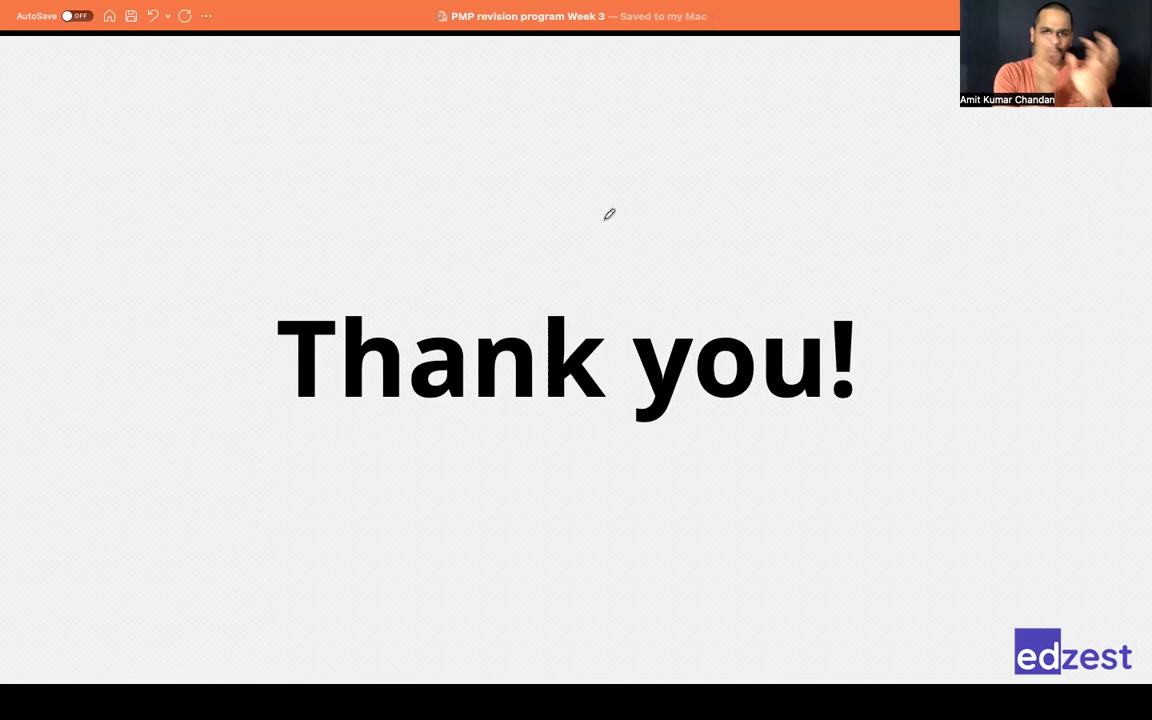 AutoSave OFF
PMP revision program Week 3 — Saved to my Mac
Amit Kumar Chandan
Thank you!
edzest